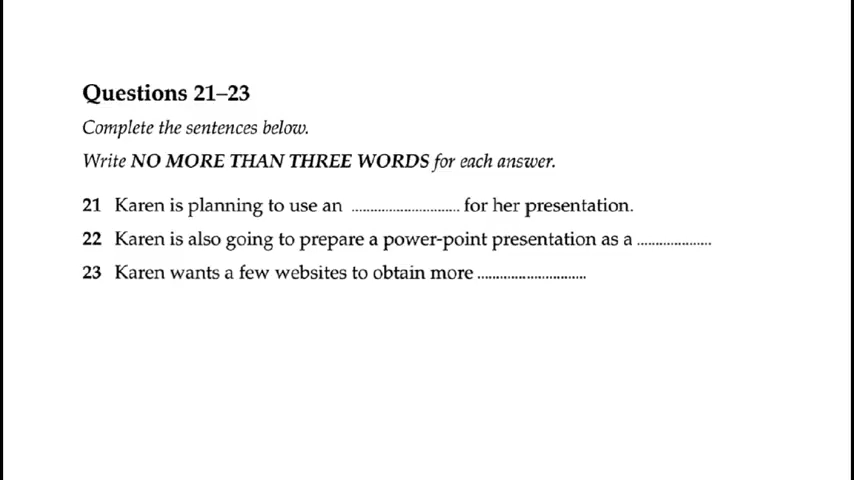 Questions 21–23
Complete the sentences below.
Write NO MORE THAN THREE WORDS for each answer.
21 Karen is planning to use an ............................. for her presentation.
22 Karen is also going to prepare a power-point presentation as a ....................
23 Karen wants a few websites to obtain more .............................